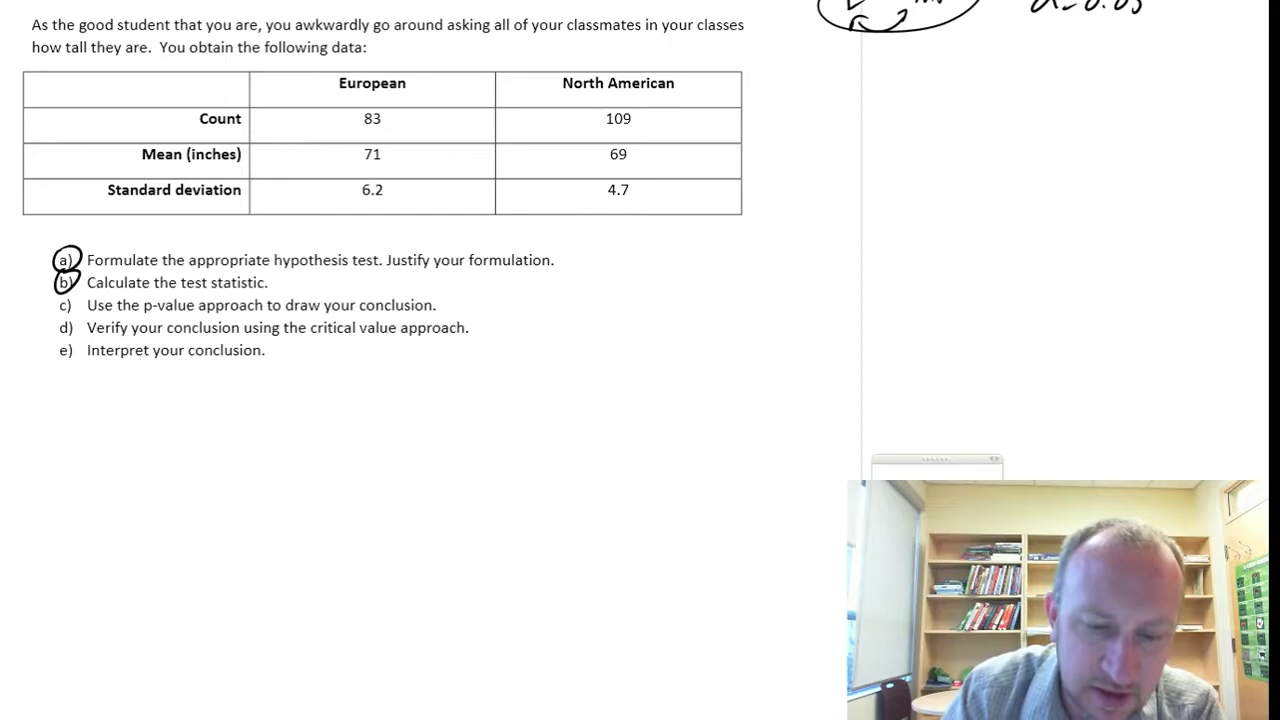 As the good student that you are, you awkwardly go around asking all of your classmates in your classes
how tall they are. You obtain the following data:
European North American
Count 83 109
Mean (inches) 71 69
Standard deviation 6.2 4.7
a) Formulate the appropriate hypothesis test. Justify your formulation.
b) Calculate the test statistic.
c) Use the p-value approach to draw your conclusion.
d) Verify your conclusion using the critical value approach.
e) Interpret your conclusion.